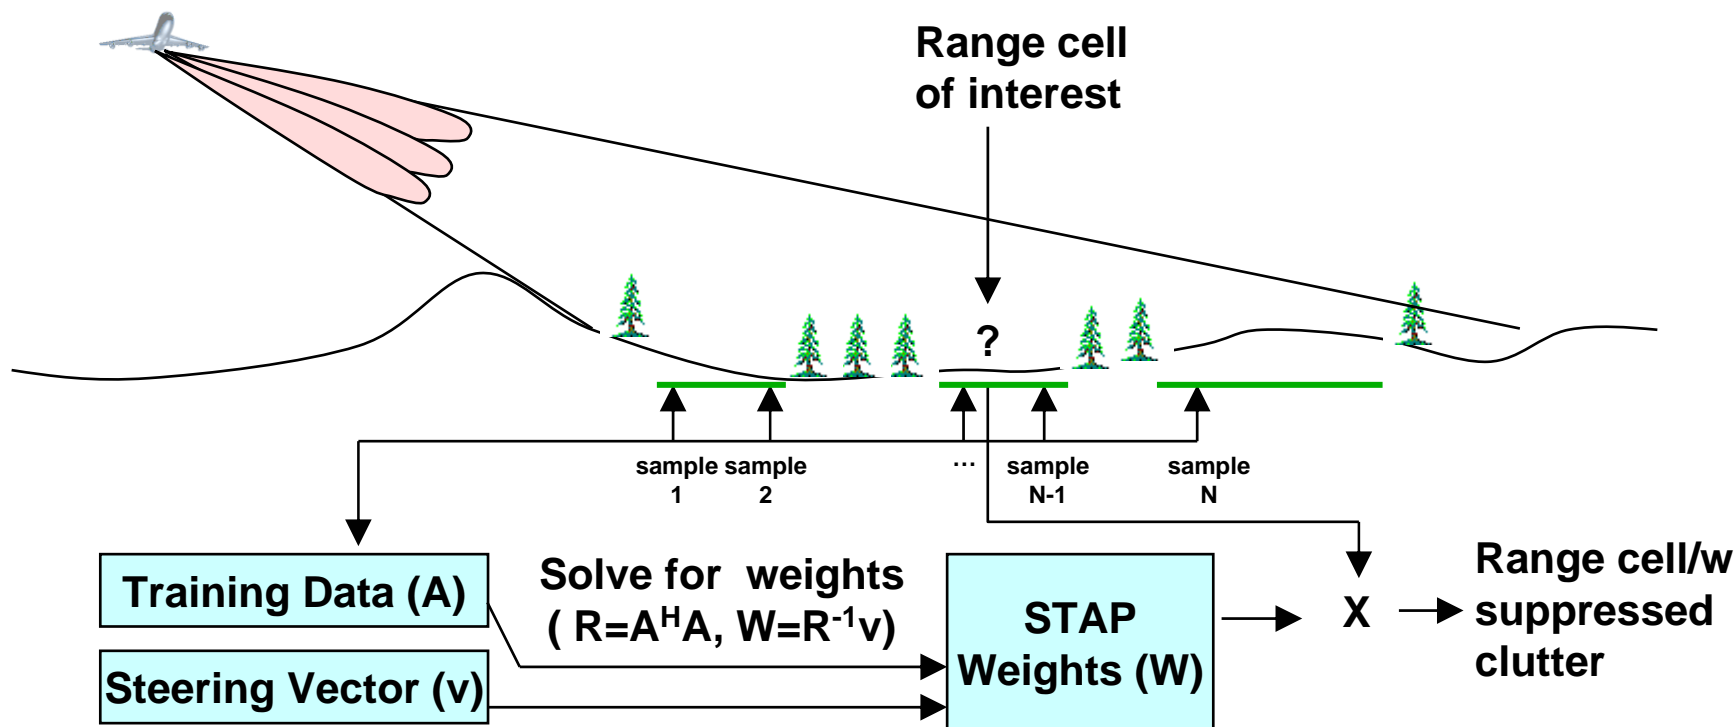 Range cell
of interest
?
sample sample ... sample sample
1 2 N-1 N
Training Data (A)
Steering Vector (v)
Solve for weights
( R=AᴴA, W=R⁻¹v)
STAP
Weights (W)
X
Range cell/w
suppressed
clutter